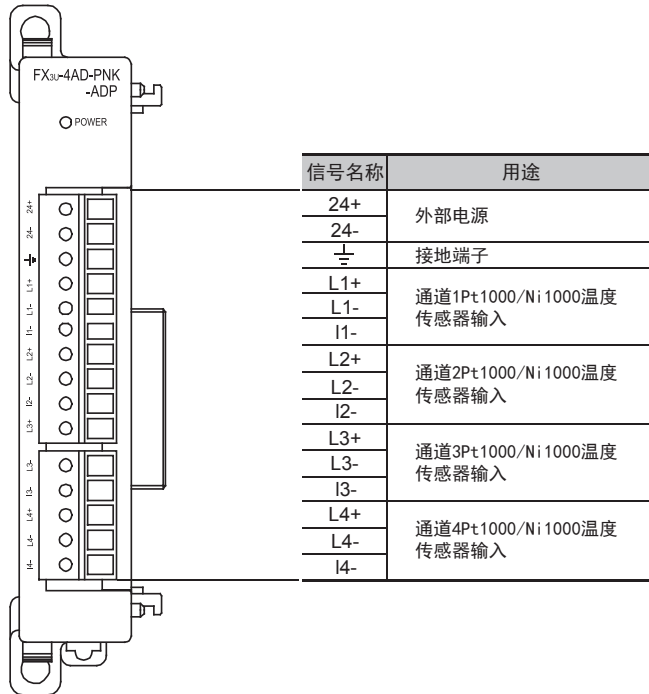 FX3U-4AD-PNK
-ADP
POWER
24+
24-
L1+
L1-
I1-
L2+
L2-
I2-
L3+
L3-
I3-
L4+
L4-
I4-
信号名称 用途
24+
24-
外部电源
接地端子
L1+
L1-
I1-
通道1Pt1000/Ni1000温度
传感器输入
L2+
L2-
I2-
通道2Pt1000/Ni1000温度
传感器输入
L3+
L3-
I3-
通道3Pt1000/Ni1000温度
传感器输入
L4+
L4-
I4-
通道4Pt1000/Ni1000温度
传感器输入